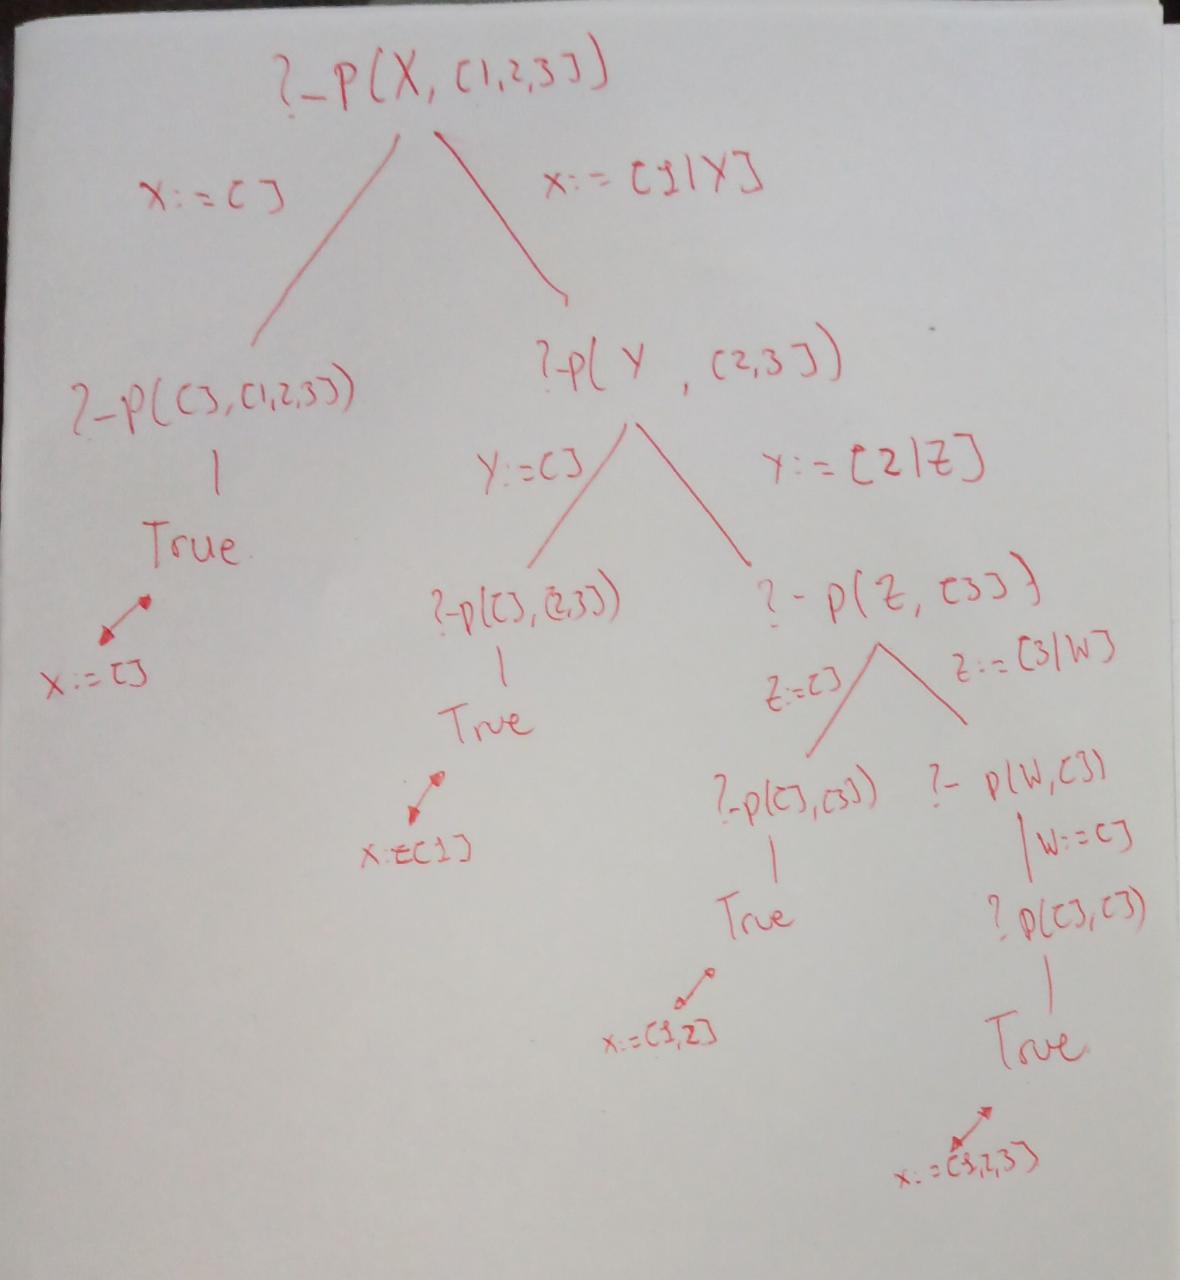 ?-p(X, [1,2,3])
X:=[]
X:=[1|Y]
?-p([],[1,2,3])
True
X:=[]
?-p(Y, [2,3])
Y:=[]
Y:=[2|Z]
?-p([],[2,3])
True
X:=[1]
?-p(Z, [3])
Z:=[]
Z:=[3|W]
?-p([],[3])
True
X:=[1,2]
?- p(W,[])
W:=[]
? p([],[])
True
X:=[1,2,3]